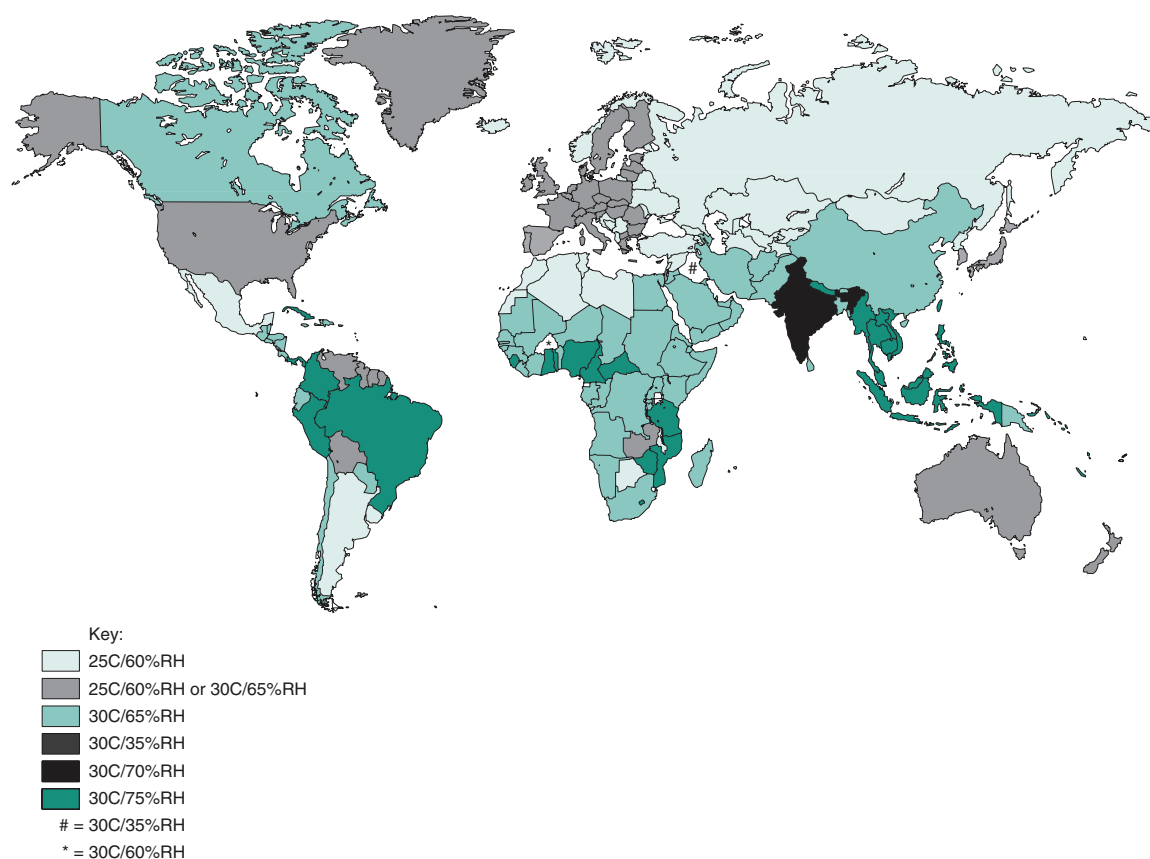 #
*
Key:
25C/60%RH
25C/60%RH or 30C/65%RH
30C/65%RH
30C/35%RH
30C/70%RH
30C/75%RH
# = 30C/35%RH
* = 30C/60%RH